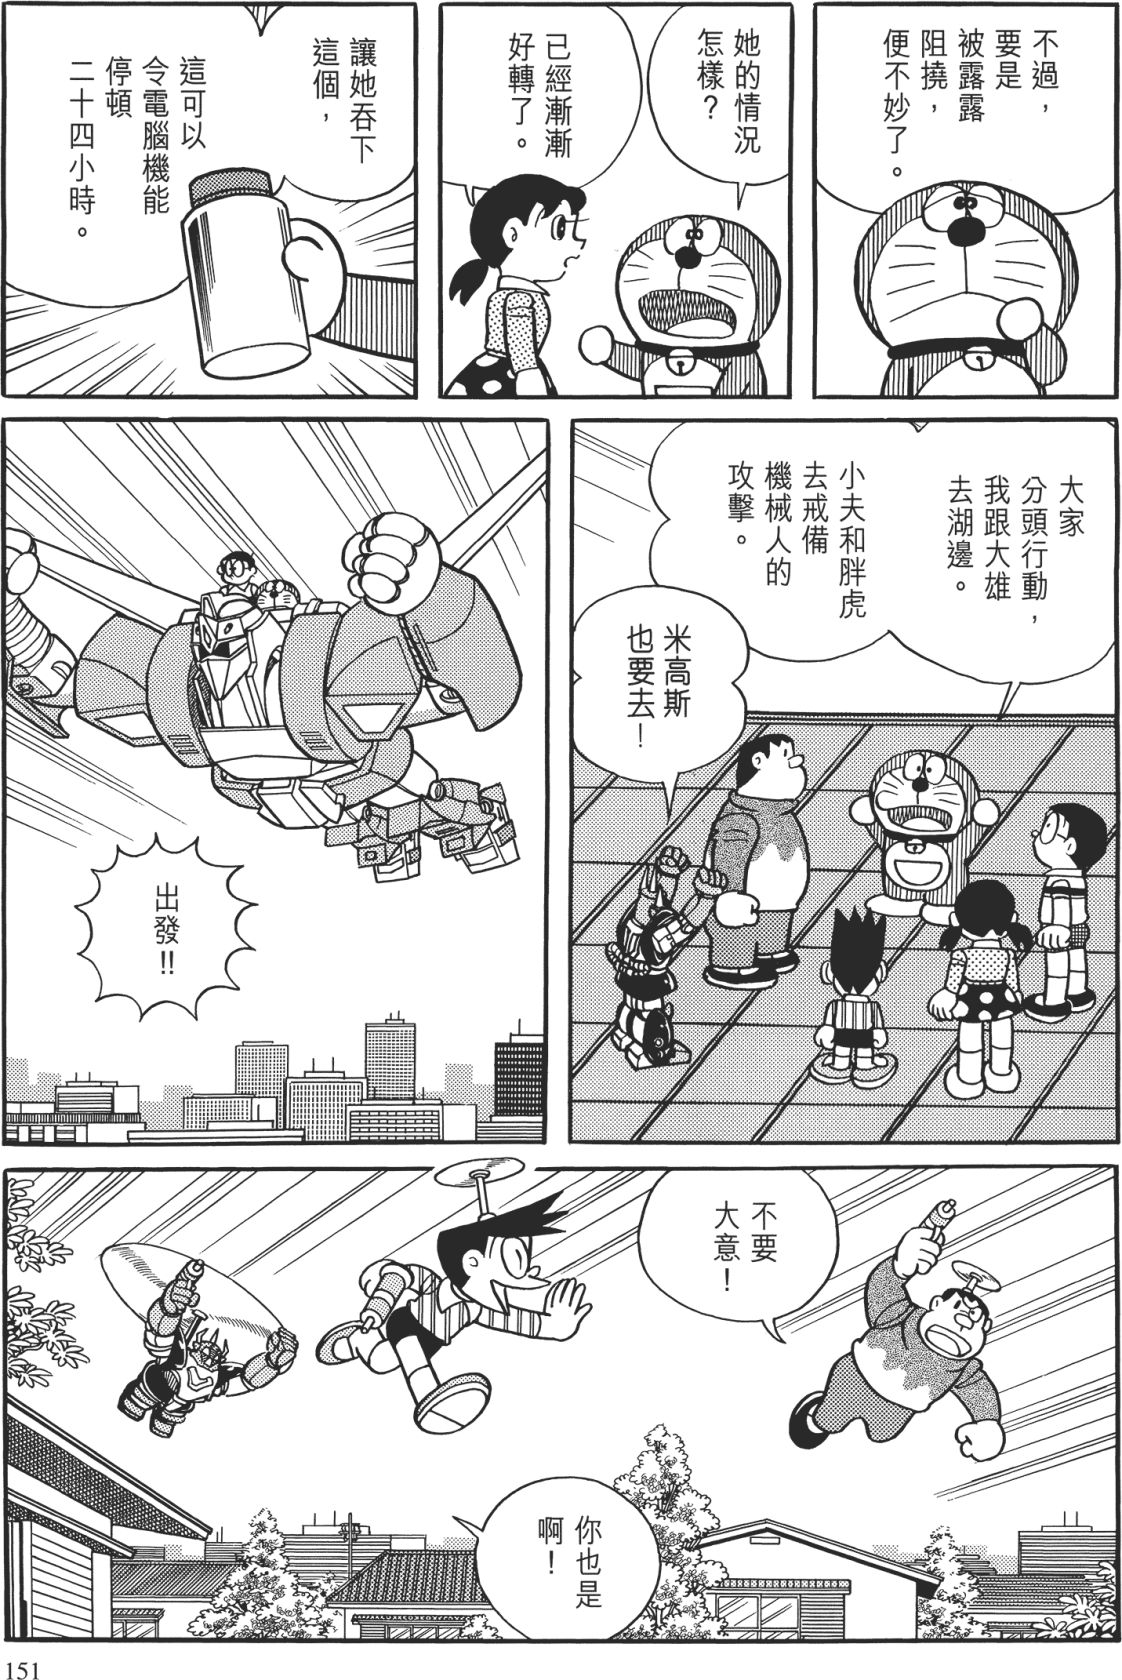 不過，
要是
被露露
阻撓，
便不妙了。
她的情況
怎樣？
已經漸漸
好轉了。
讓她吞下
這個，
這可以
令電腦機能
停頓
二十四小時。
大家
分頭行動，
我跟大雄
去湖邊。
小夫和胖虎
去戒備
機械人的
攻擊。
米高斯
也要去！
出發!!
不要
大意！
你也是
啊！
151